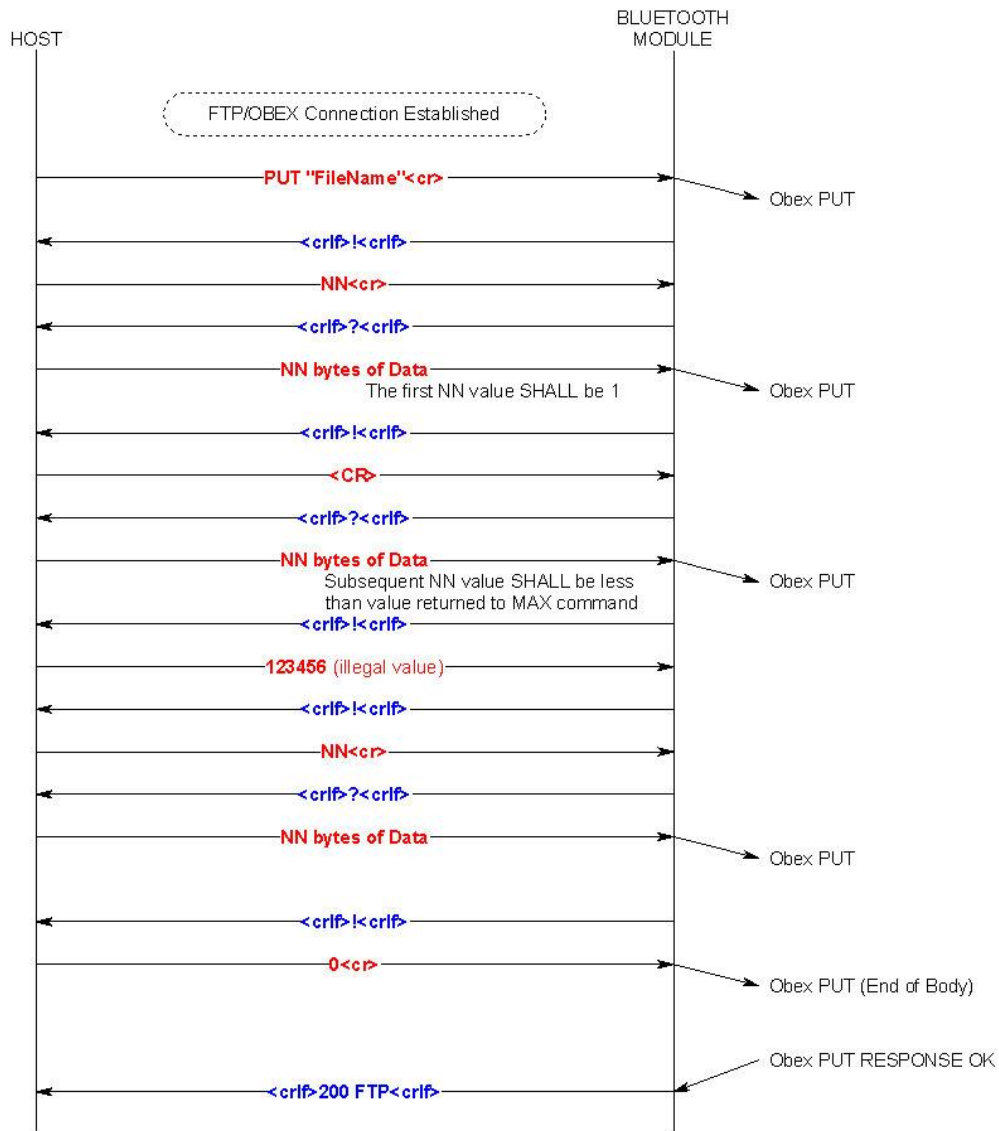 BLUETOOTH
HOST MODULE
FTP/OBEX Connection Established
PUT "FileName"<cr>
Obex PUT
<crlf>!<crlf>
NN<cr>
<crlf>?<crlf>
NN bytes of Data
The first NN value SHALL be 1
Obex PUT
<crlf>!<crlf>
<CR>
<crlf>?<crlf>
NN bytes of Data
Subsequent NN value SHALL be less
Obex PUT
than value returned to MAX command
<crlf>!<crlf>
123456 (illegal value)
<crlf>!<crlf>
NN<cr>
<crlf>?<crlf>
NN bytes of Data
Obex PUT
<crlf>!<crlf>
0<cr>
Obex PUT (End of Body)
Obex PUT RESPONSE OK
<crlf>200 FTP<crlf>